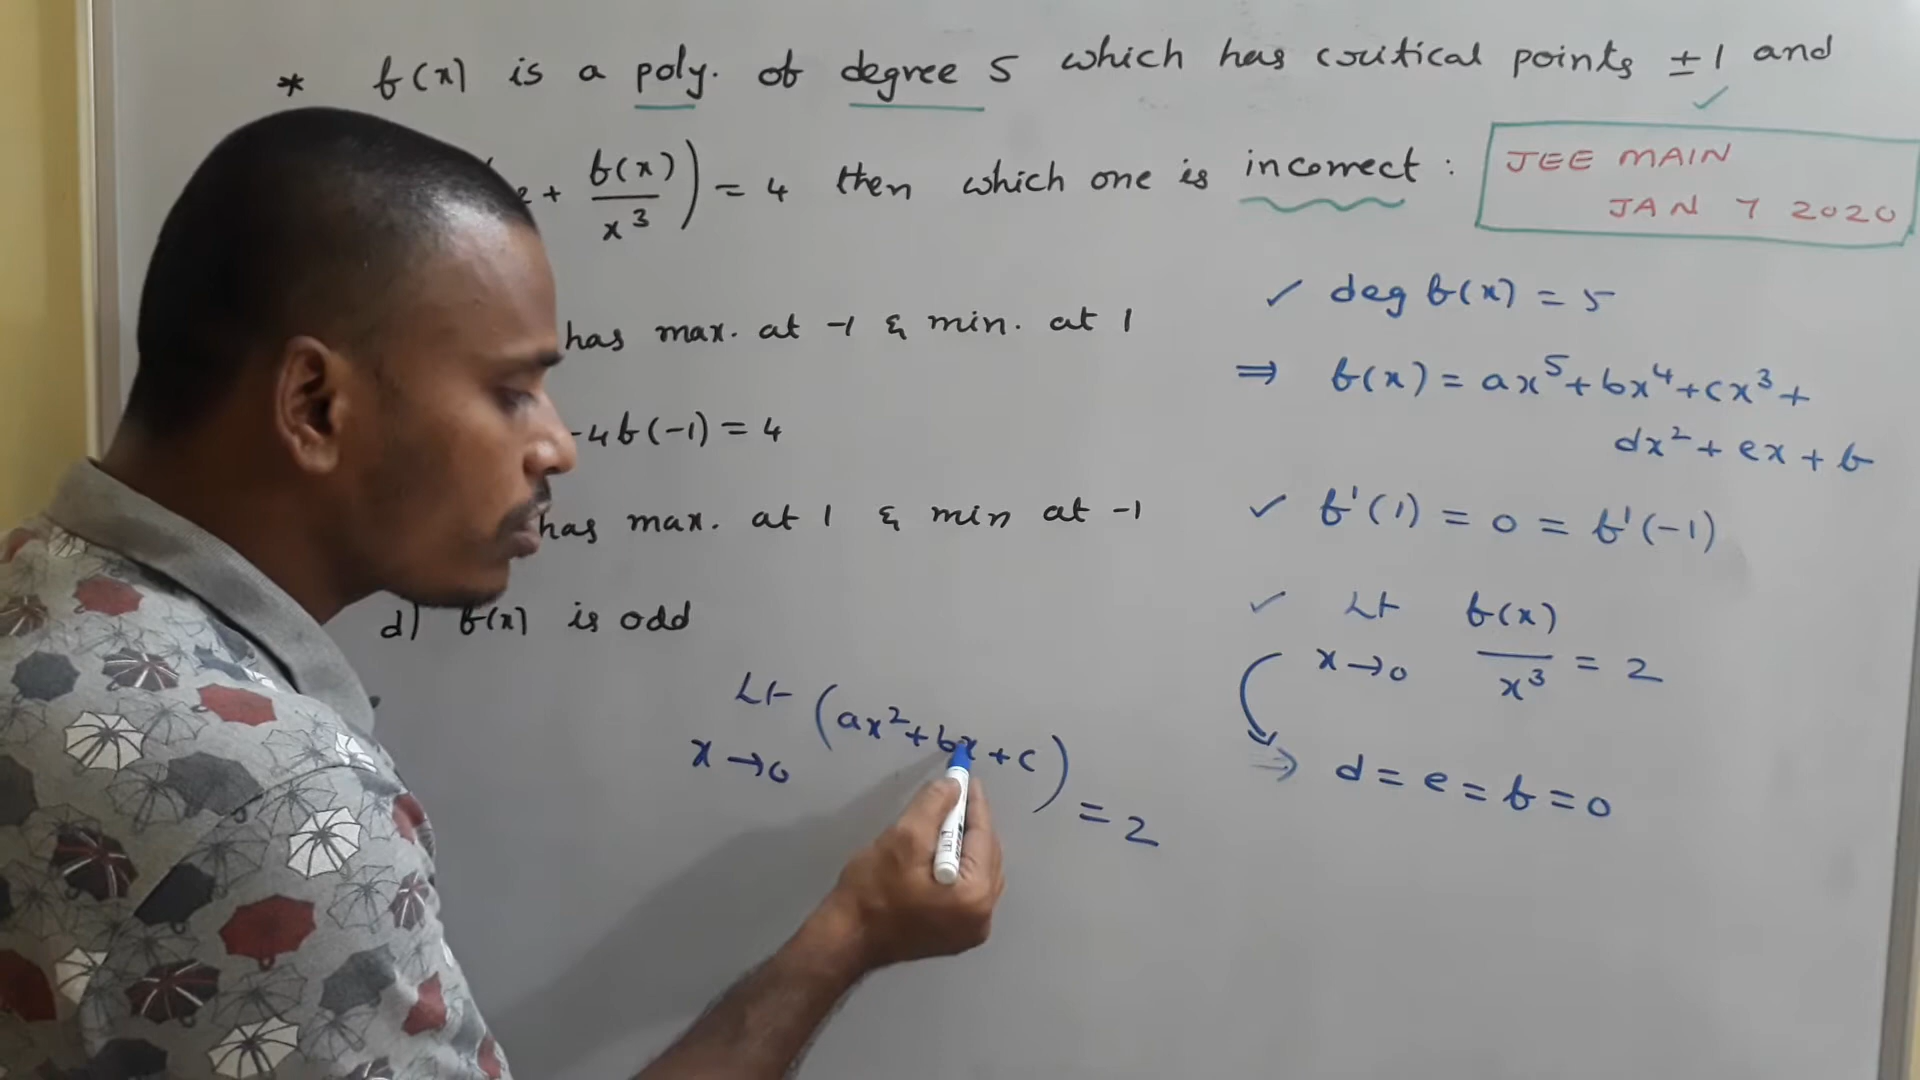 * f(x) is a poly. of degree 5 which has critical points ±1 and
+ f(x)/x³) = 4 then which one is incorrect :
JEE MAIN
JAN 7 2020
has max. at -1 & min. at 1
-4f(-1) = 4
has max. at 1 & min at -1
d) f(x) is odd
Lt x→0 (ax²+bx+c) = 2
✓ deg f(x) = 5
⇒ f(x) = ax⁵+bx⁴+cx³+
dx²+ex+f
✓ f'(1) = 0 = f'(-1)
✓ Lt x→0 f(x)/x³ = 2
⇒ d = e = f = 0